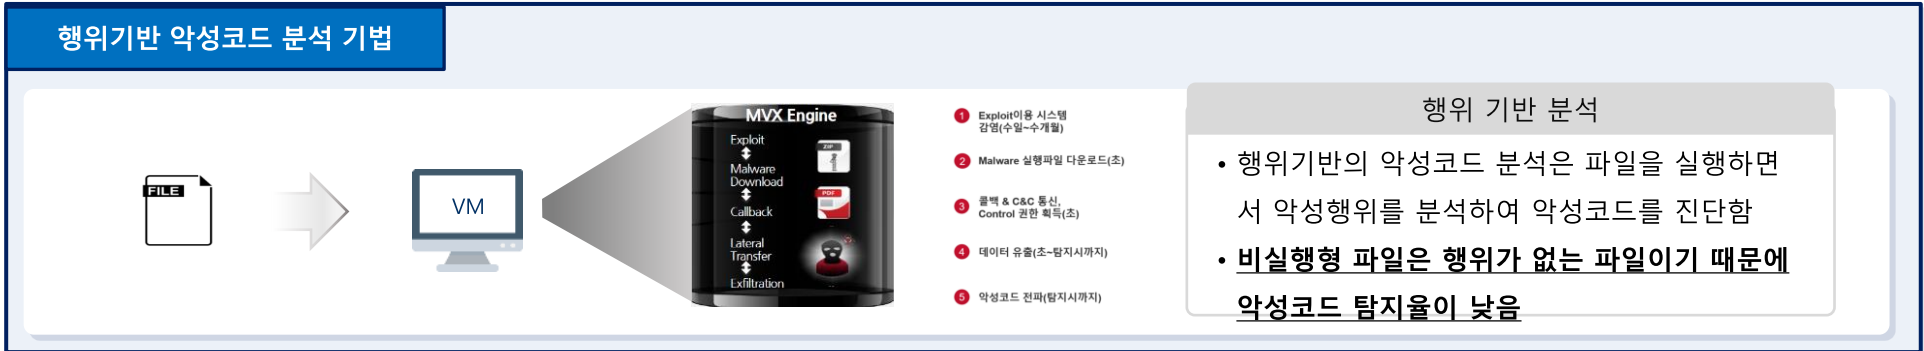 행위기반 악성코드 분석 기법
FILE
VM
MVX Engine
Exploit
Malware
Download
Callback
Lateral
Transfer
Exfiltration
ZIP
PDF
1 Exploit이용 시스템
감염(수일~수개월)
2 Malware 실행파일 다운로드(초)
3 콜백 & C&C 통신,
Control 권한 획득(초)
4 데이터 유출(초~탐지시까지)
5 악성코드 전파(탐지시까지)
행위 기반 분석
• 행위기반의 악성코드 분석은 파일을 실행하면
서 악성행위를 분석하여 악성코드를 진단함
• 비실행형 파일은 행위가 없는 파일이기 때문에
악성코드 탐지율이 낮음